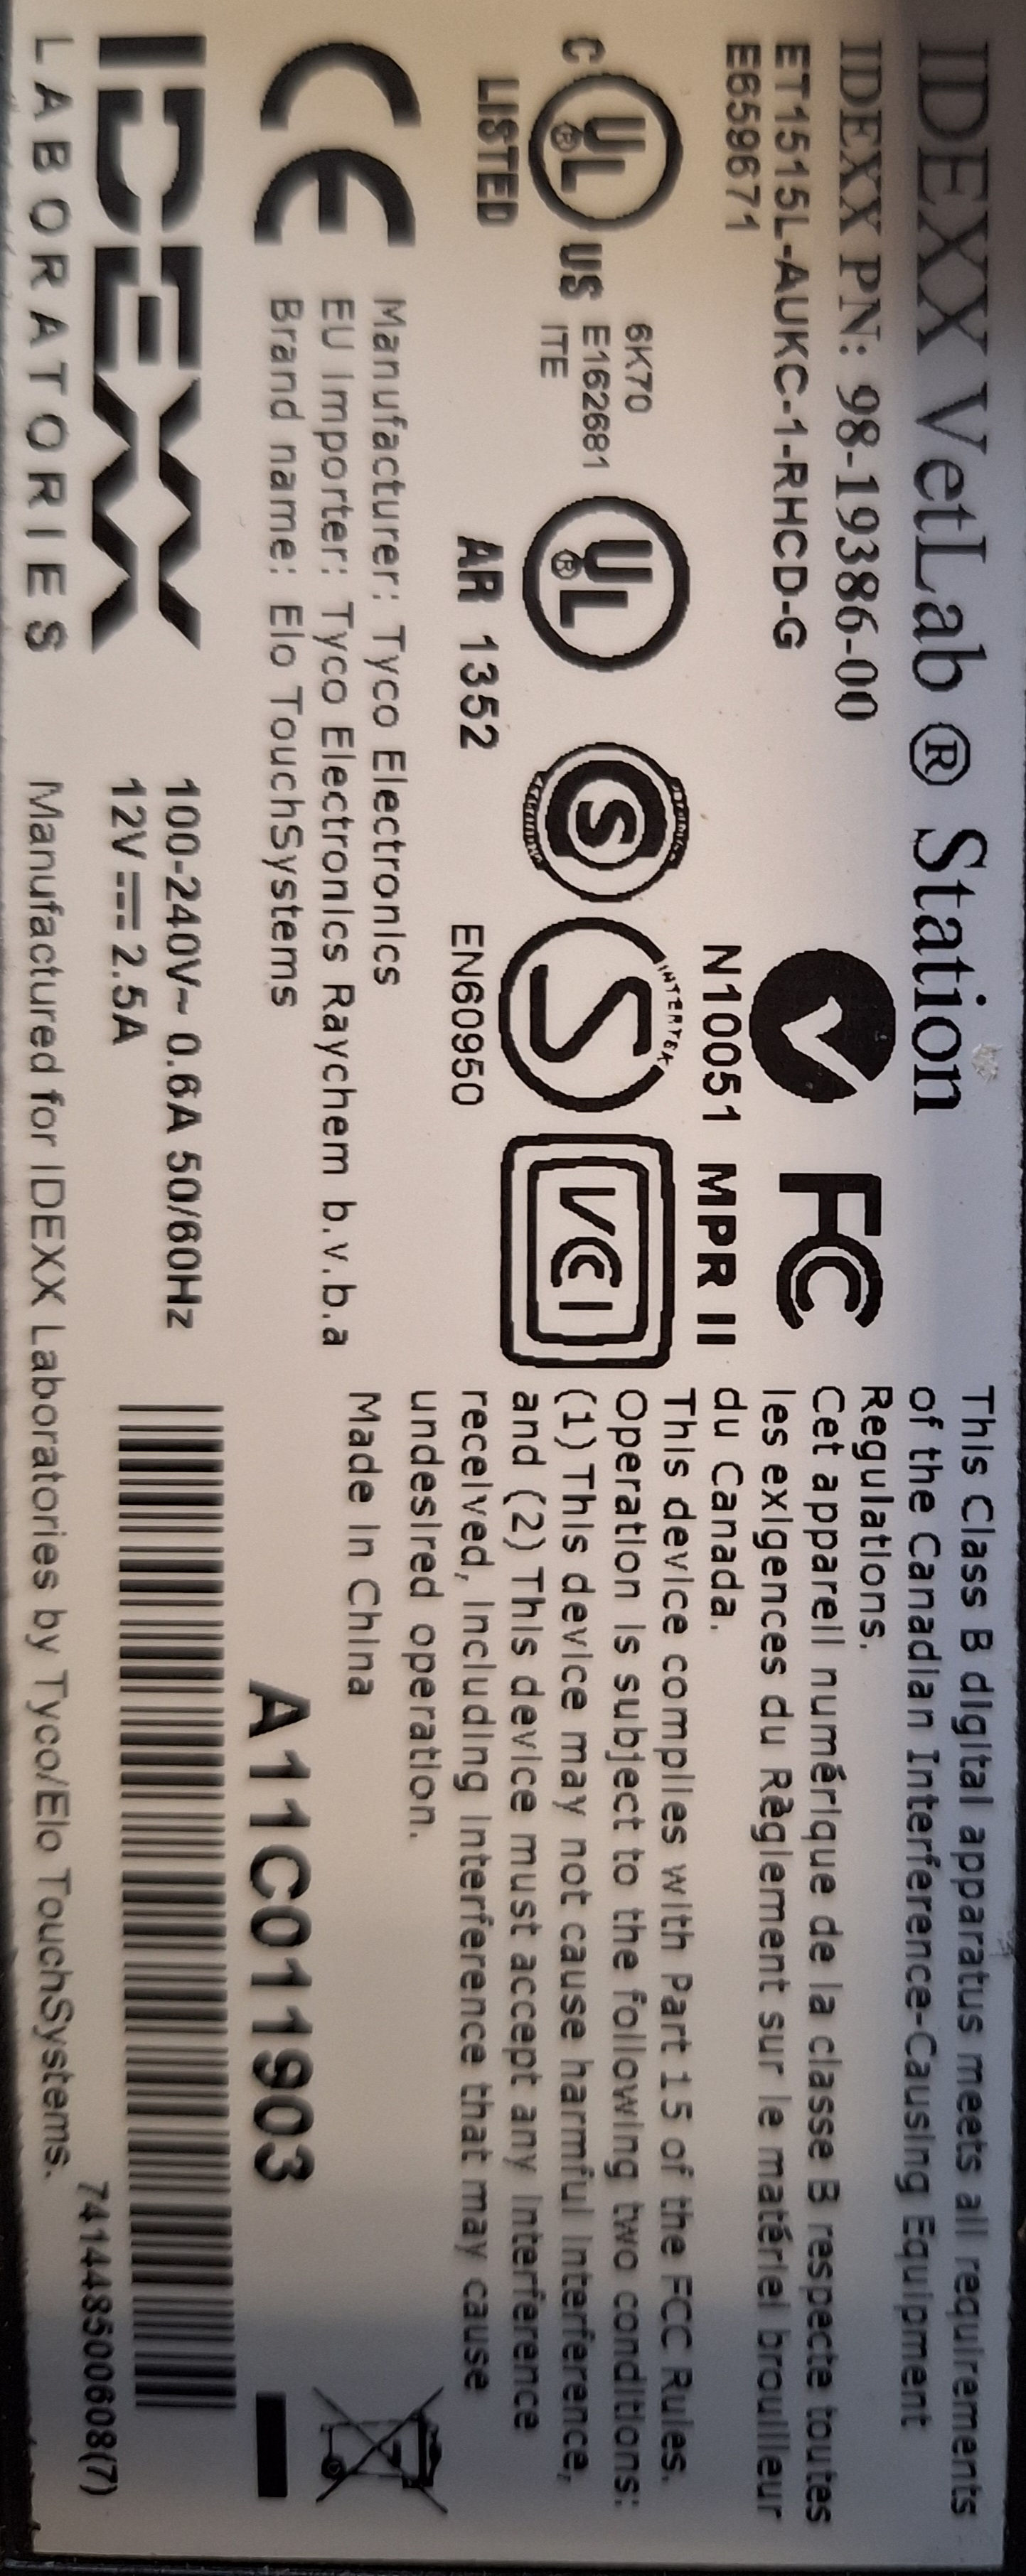 IDEXX VetLab ® Station
IDEXX PN: 98-19386-00
ET1515L-AUKC-1-RHCD-G
E659671
N10051
FC
MPR II
C UL ® US
LISTED
6K70
E162681
ITE
UL ®
AR 1352
S
INTERTEK
S
EN60950
VCI
CE
Manufacturer: Tyco Electronics
EU Importer: Tyco Electronics Raychem b.v.b.a
Brand name: Elo TouchSystems
IDEXX
LABORATORIES
100-240V~ 0.6A 50/60Hz
12V 2.5A
Manufactured for IDEXX Laboratories by Tyco/Elo TouchSystems.
This Class B digital apparatus meets all requirements
of the Canadian Interference-Causing Equipment
Regulations.
Cet appareil numérique de la classe B respecte toutes
les exigences du Règlement sur le matériel brouilleur
du Canada.
This device complies with Part 15 of the FCC Rules.
Operation is subject to the following two conditions:
(1) This device may not cause harmful Interference,
and (2) This device must accept any Interference
received, Including Interference that may cause
undesired operation.
Made in China
A11C011903
7414485000608(7)